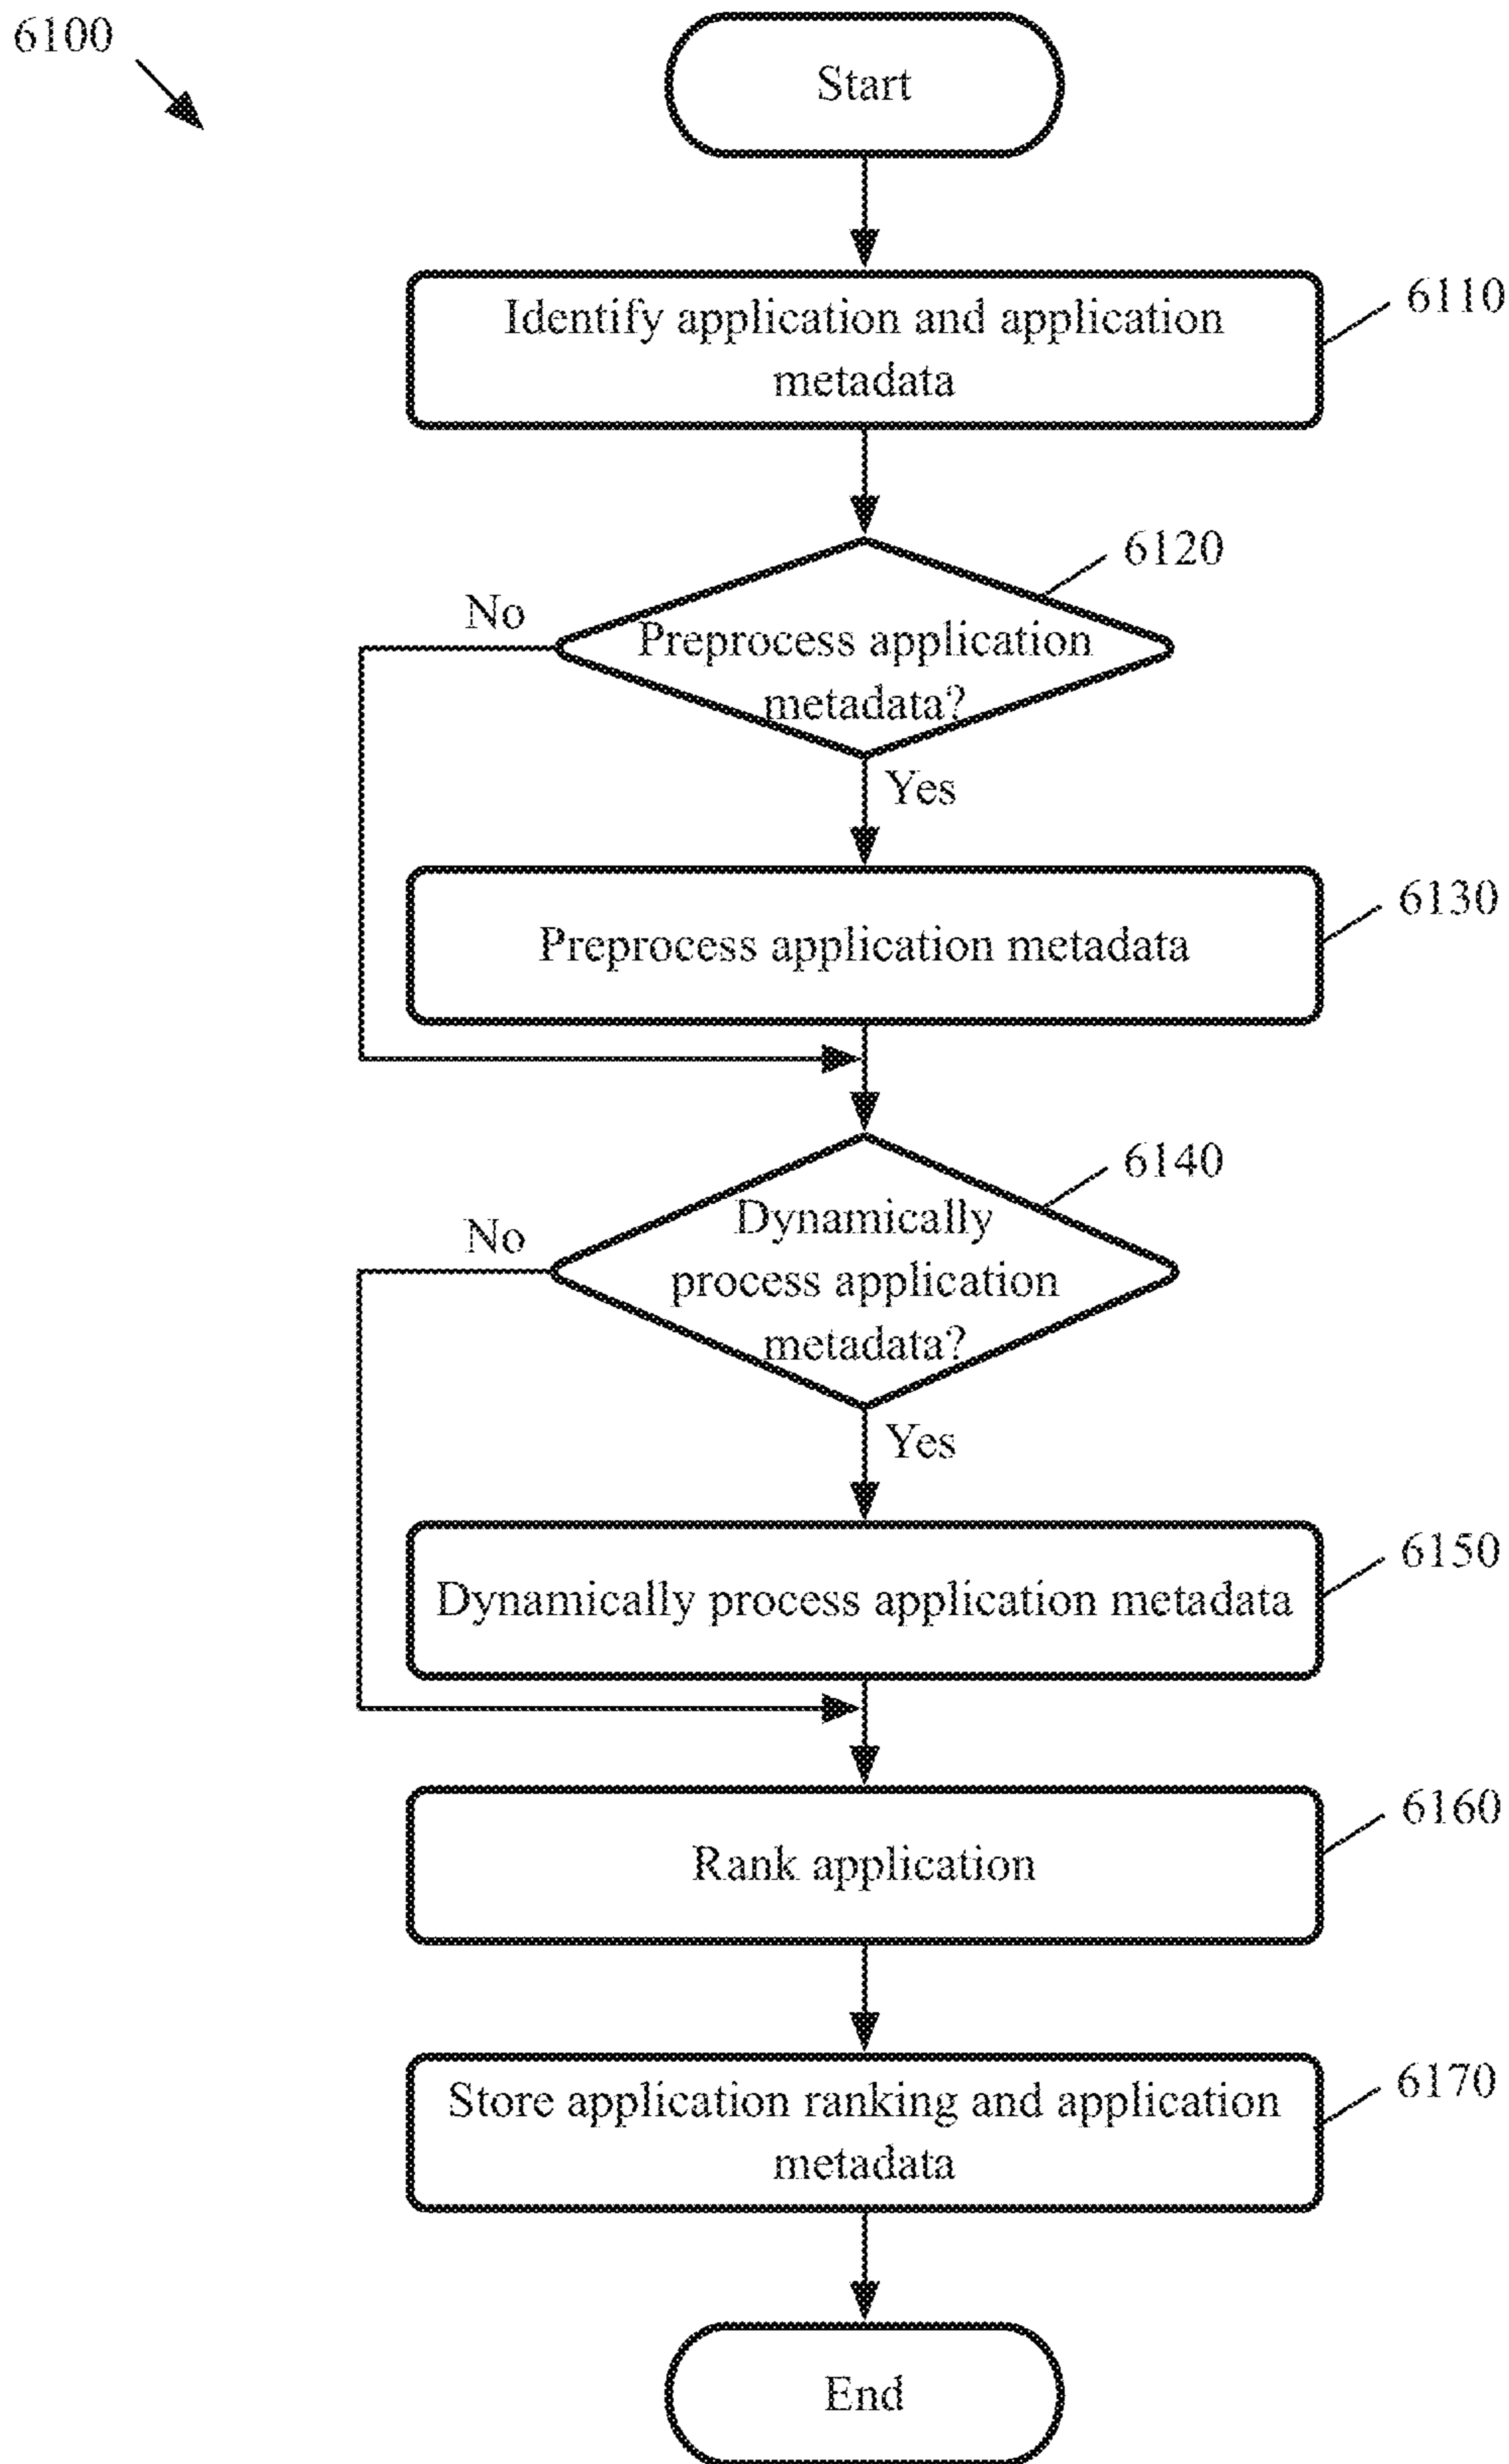 6100
Start
Identify application and application
metadata
6110
6120
No
Preprocess application
metadata?
Yes
Preprocess application metadata
6130
6140
No
Dynamically
process application
metadata?
Yes
Dynamically process application metadata
6150
Rank application
6160
Store application ranking and application
metadata
6170
End